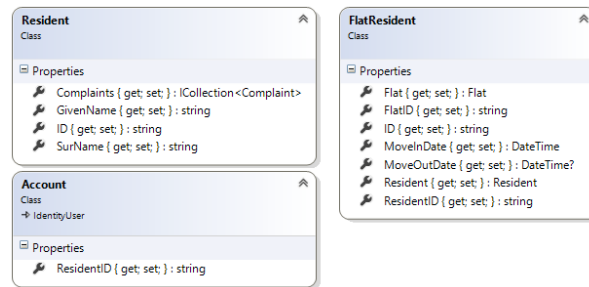 Resident
Class
Properties
Complaints { get; set; } : ICollection<Complaint>
GivenName { get; set; } : string
ID { get; set; } : string
SurName { get; set; } : string
Account
Class
IdentityUser
Properties
ResidentID { get; set; } : string
FlatResident
Class
Properties
Flat { get; set; } : Flat
FlatID { get; set; } : string
ID { get; set; } : string
MoveInDate { get; set; } : DateTime
MoveOutDate { get; set; } : DateTime?
Resident { get; set; } : Resident
ResidentID { get; set; } : string